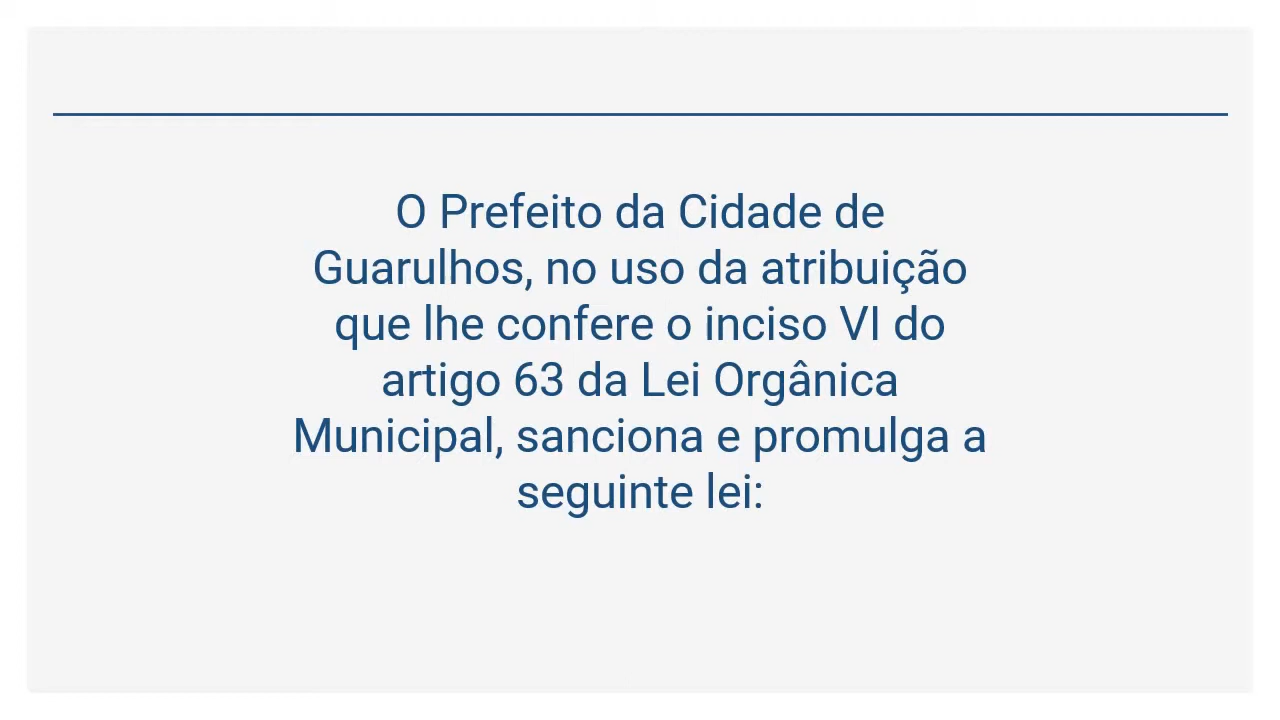 O Prefeito da Cidade de
Guarulhos, no uso da atribuição
que lhe confere o inciso VI do
artigo 63 da Lei Orgânica
Municipal, sanciona e promulga a
seguinte lei: